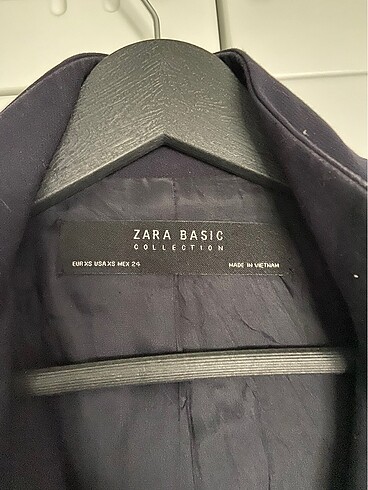 ZARA BASIC
COLLECTION
EUR XS USA XS MEX 24 MADE IN VIETNAM